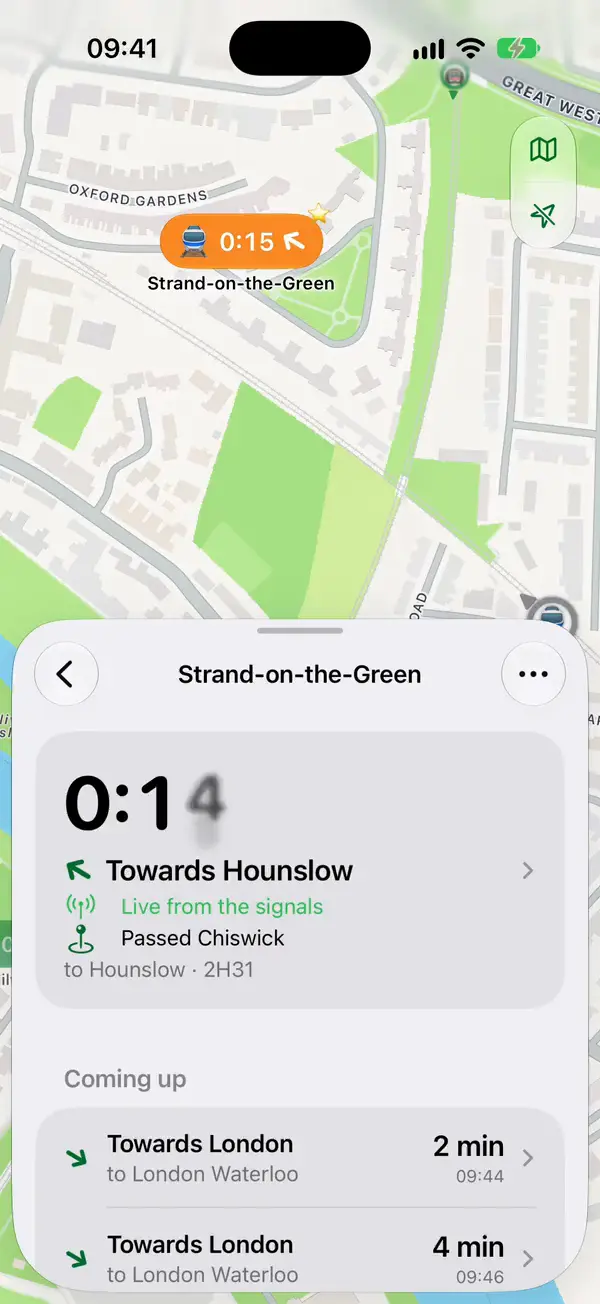 09:41
GREAT WEST
OXFORD GARDENS
0:15
Strand-on-the-Green
Strand-on-the-Green
0:14
Towards Hounslow
Live from the signals
Passed Chiswick
to Hounslow · 2H31
Coming up
Towards London
2 min
to London Waterloo
09:44
Towards London
4 min
to London Waterloo
09:46